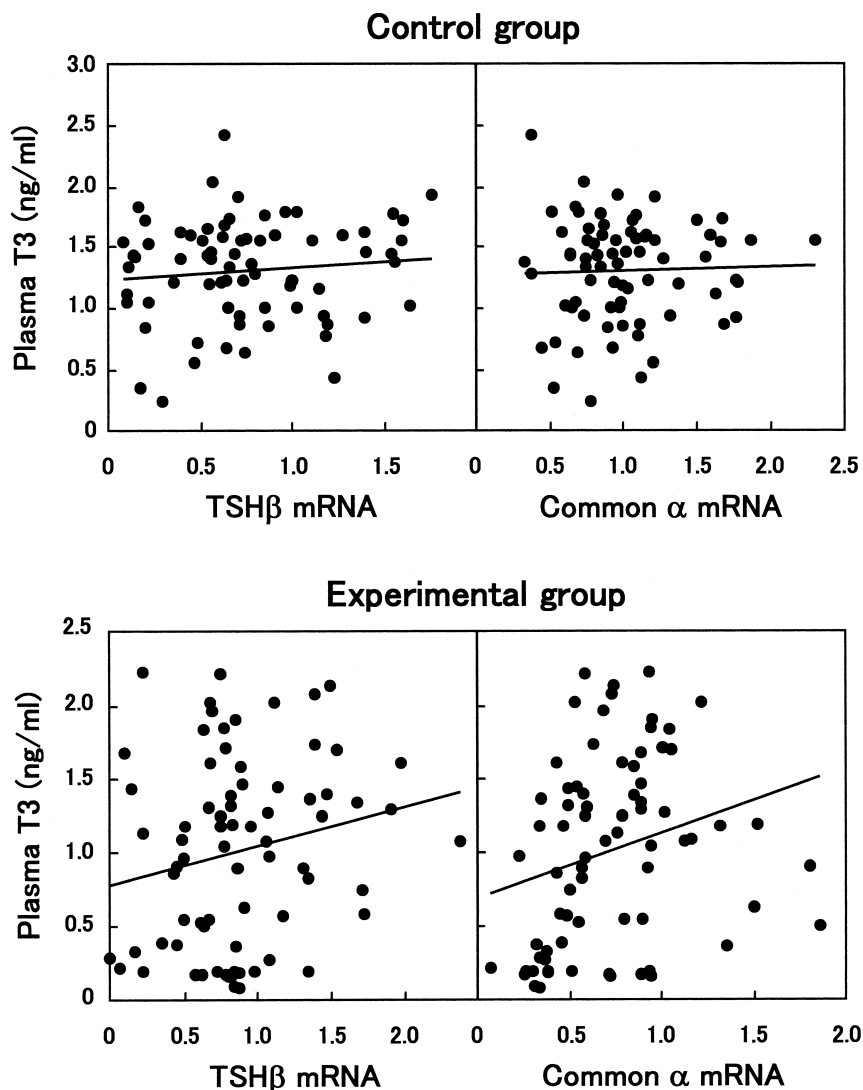 Control group
Plasma T3 (ng/ml)
3.0
2.5
2.0
1.5
1.0
0.5
0
0 0.5 1.0 1.5 0 0.5 1.0 1.5 2.0 2.5
TSHβ mRNA Common α mRNA
Experimental group
Plasma T3 (ng/ml)
2.5
2.0
1.5
1.0
0.5
0
0 0.5 1.0 1.5 2.0 0 0.5 1.0 1.5 2.0
TSHβ mRNA Common α mRNA